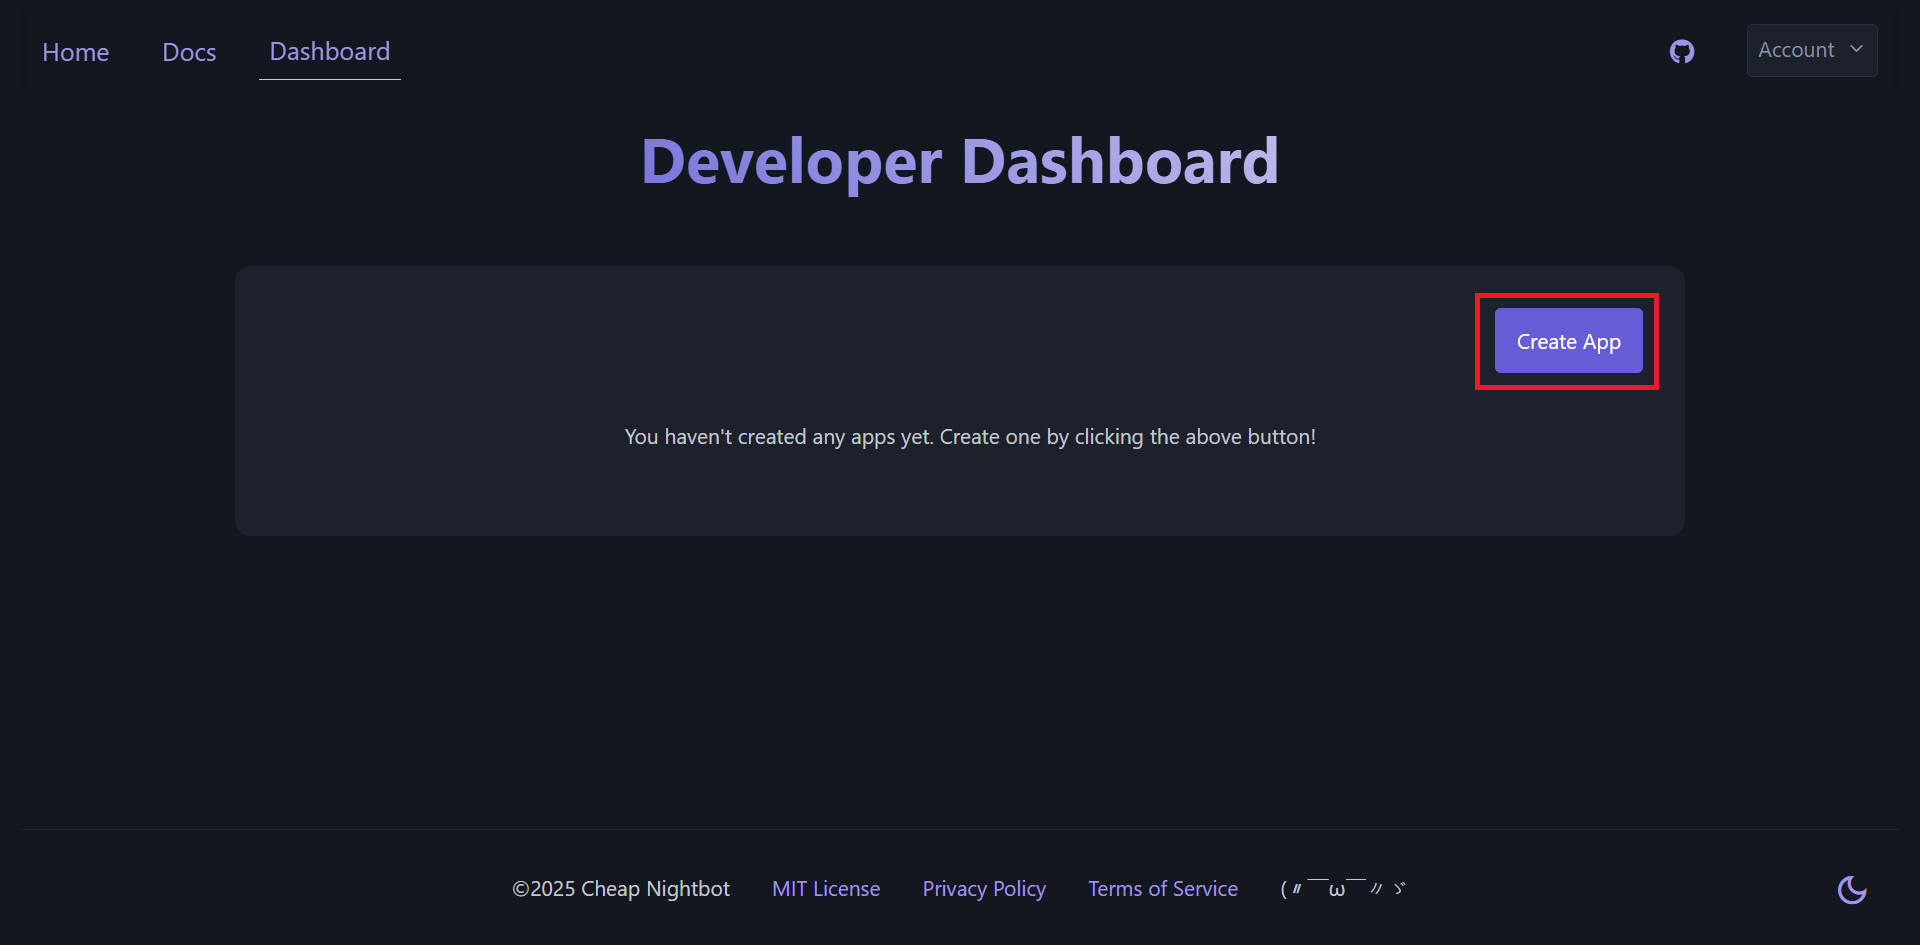 Home Docs Dashboard Account
Developer Dashboard
Create App
You haven't created any apps yet. Create one by clicking the above button!
©2025 Cheap Nightbot MIT License Privacy Policy Terms of Service (〃￣ω￣〃ゞ